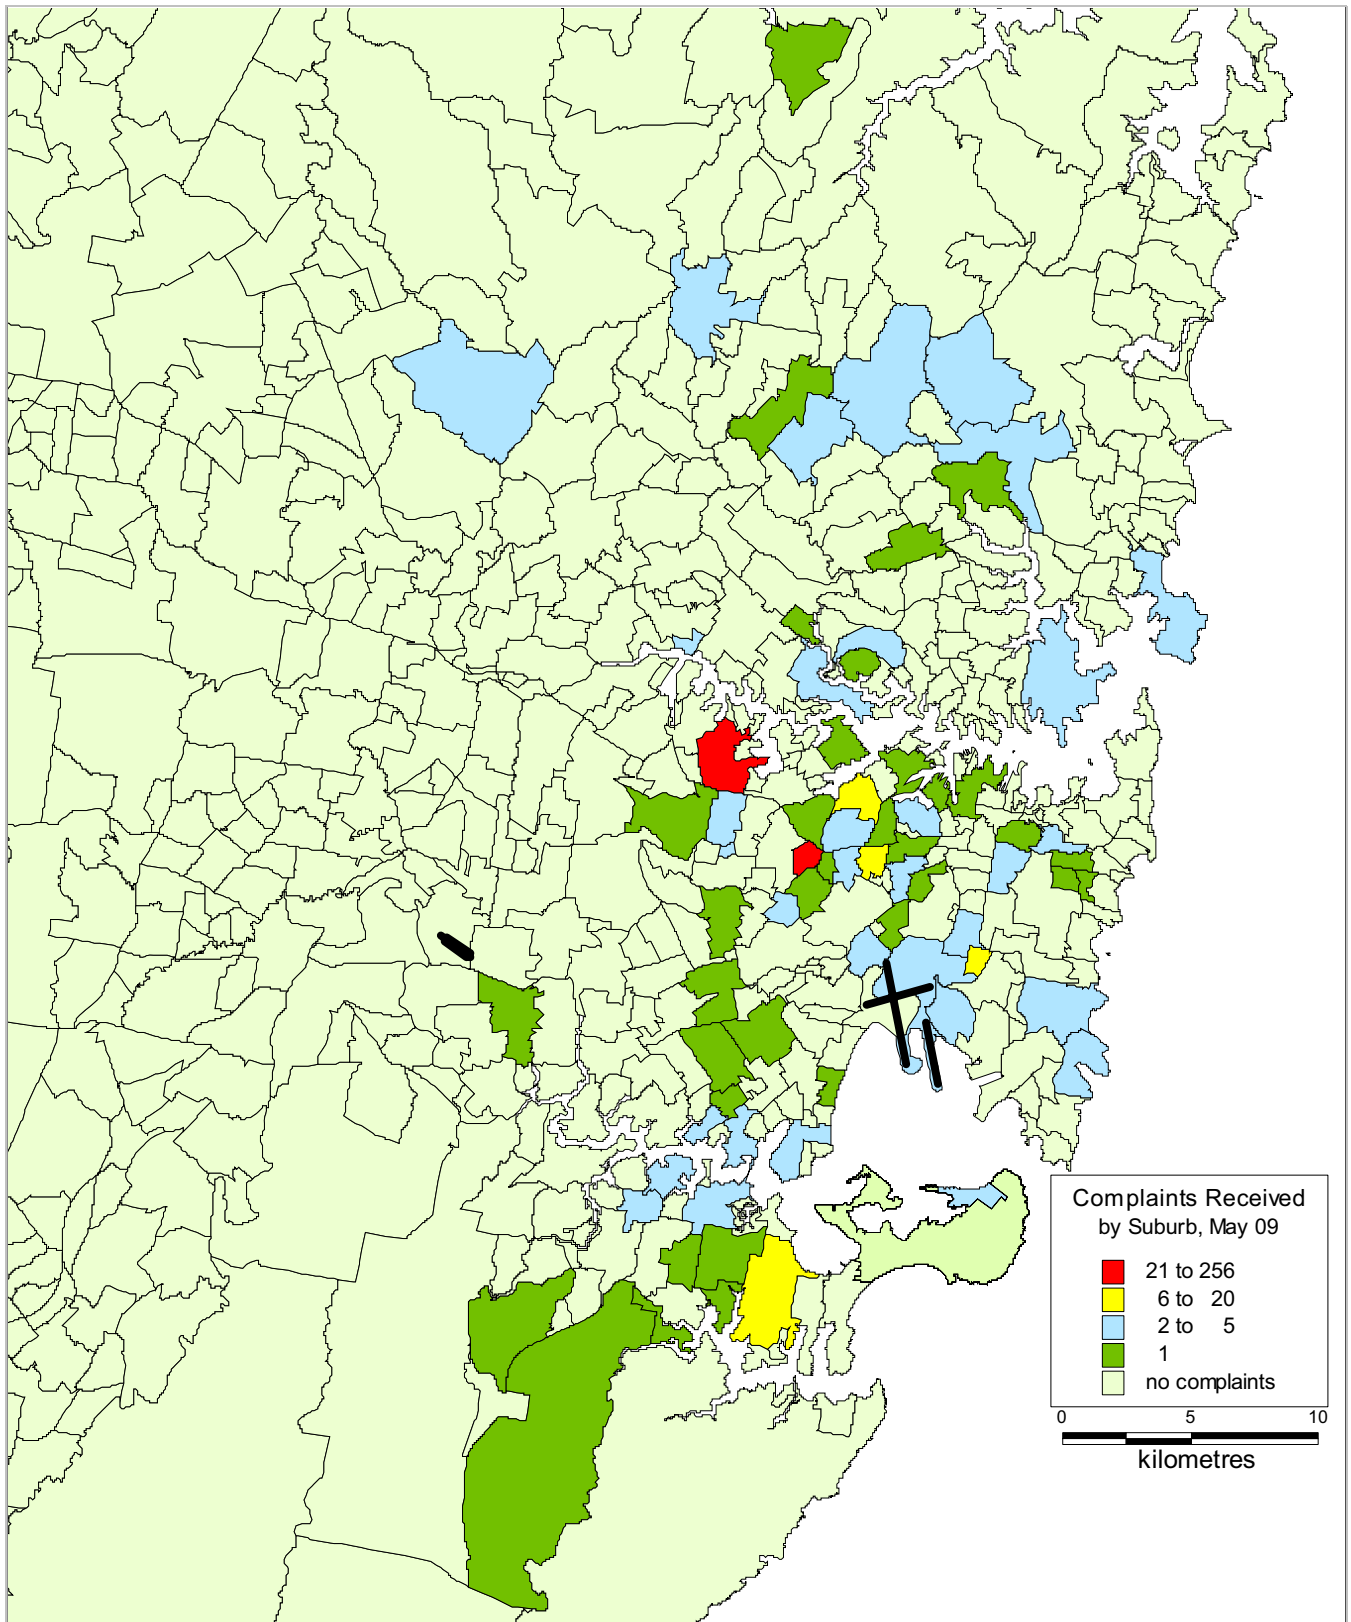 Complaints Received
by Suburb, May 09
21 to 256
6 to 20
2 to 5
1
no complaints
0 5 10
kilometres